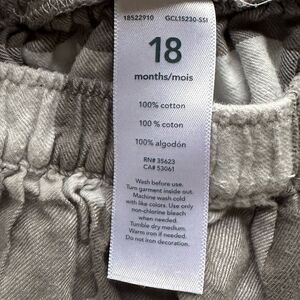 18522910 GCL15230-SSI
18
months/mois
100% cotton
100 % coton
100% algodón
RN# 35623
CA# 53061
Wash before use.
Turn garment inside out.
Machine wash cold
with like colors. Use only
non-chlorine bleach
when needed.
Tumble dry medium.
Warm iron if needed.
Do not iron decoration.